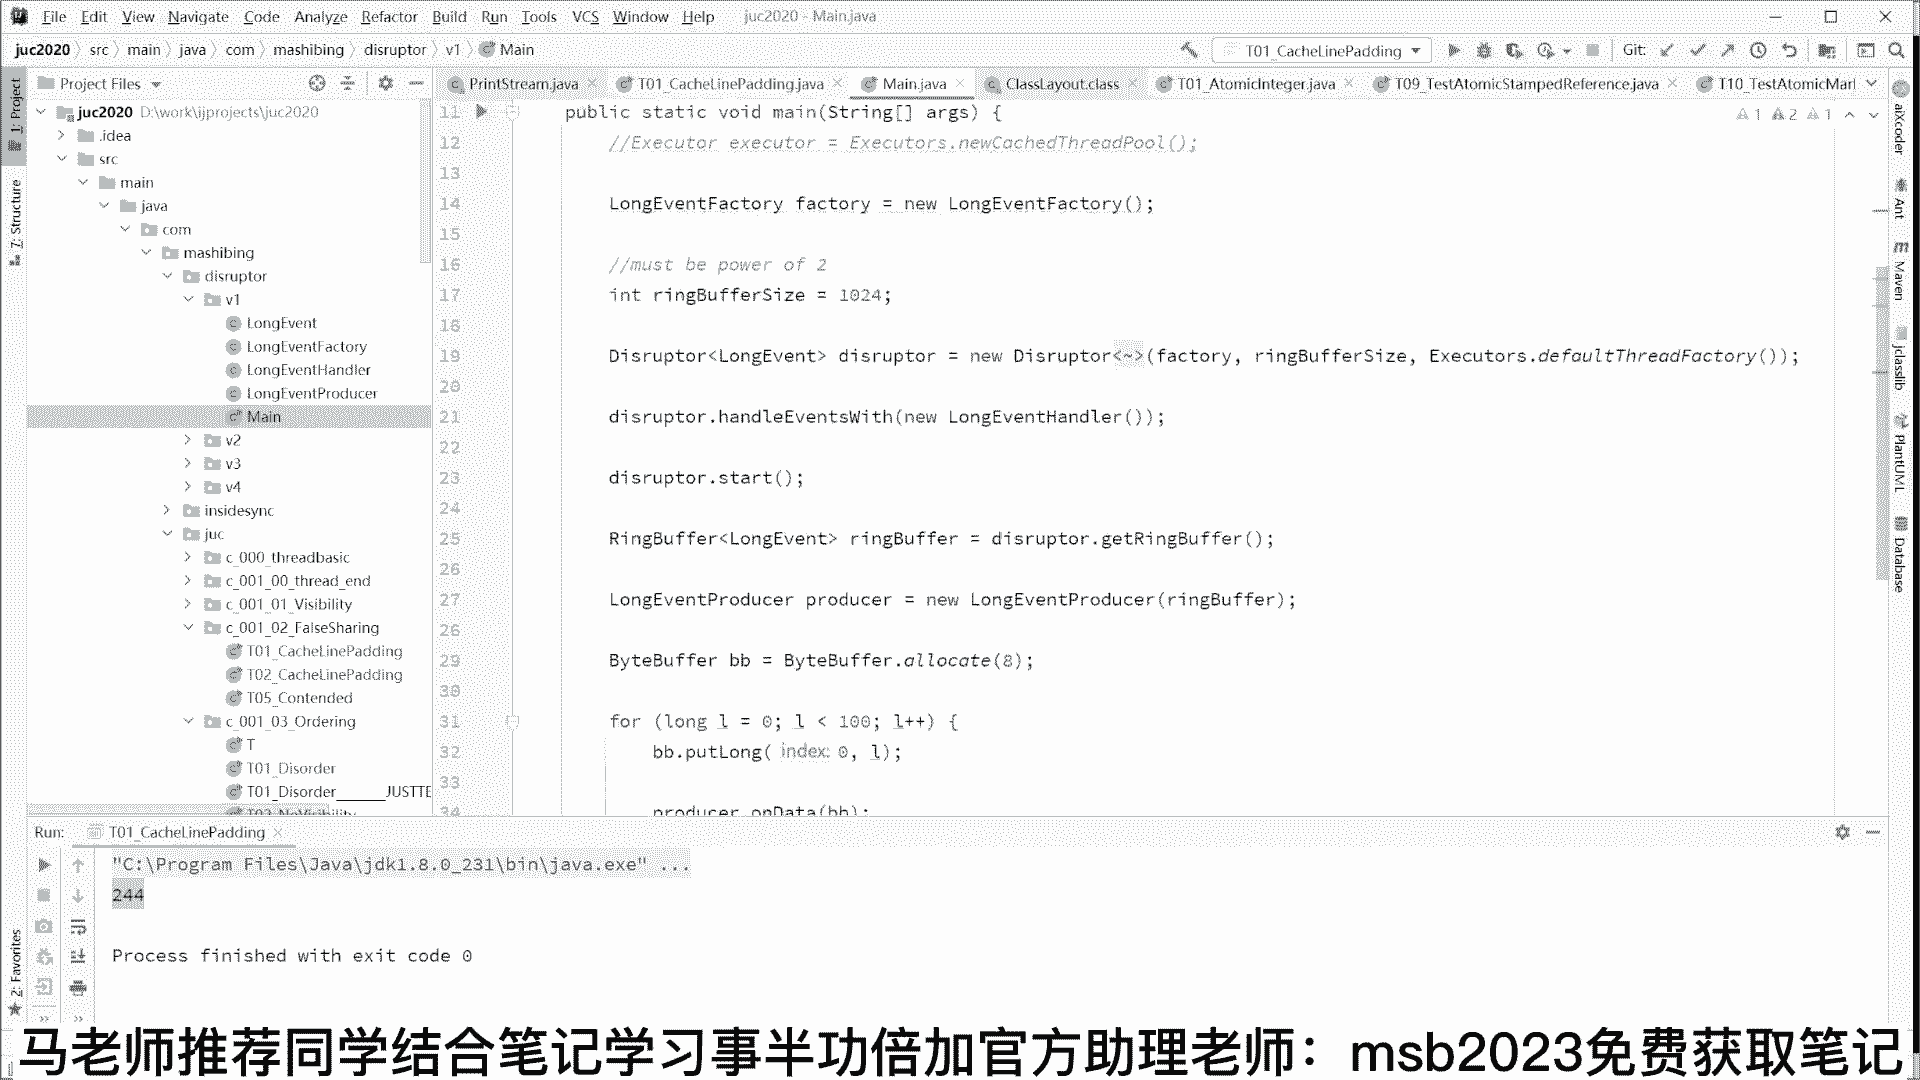 File Edit View Navigate Code Analyze Refactor Build Run Tools VCS Window Help juc2020 - Main.java
juc2020 src main java com mashibing disruptor v1 Main T01_CacheLinePadding Git:
Project Files PrintStream.java T01_CacheLinePadding.java Main.java ClassLayout.class T01_AtomicInteger.java T09_TestAtomicStampedReference.java T10_TestAtomicMarl
1: Project
7: Structure
2: Favorites
juc2020 D:\work\ijprojects\juc2020
.idea
src
main
java
com
mashibing
disruptor
v1
LongEvent
LongEventFactory
LongEventHandler
LongEventProducer
Main
v2
v3
v4
insidesync
juc
c_000_threadbasic
c_001_00_thread_end
c_001_01_Visibility
c_001_02_FalseSharing
T01_CacheLinePadding
T02_CacheLinePadding
T05_Contended
c_001_03_Ordering
T
T01_Disorder
T01_Disorder______JUSTTE
11 public static void main(String[] args) {
12 //Executor executor = Executors.newCachedThreadPool();
13
14 LongEventFactory factory = new LongEventFactory();
15
16 //must be power of 2
17 int ringBufferSize = 1024;
18
19 Disruptor<LongEvent> disruptor = new Disruptor<~>(factory, ringBufferSize, Executors.defaultThreadFactory());
20
21 disruptor.handleEventsWith(new LongEventHandler());
22
23 disruptor.start();
24
25 RingBuffer<LongEvent> ringBuffer = disruptor.getRingBuffer();
26
27 LongEventProducer producer = new LongEventProducer(ringBuffer);
28
29 ByteBuffer bb = ByteBuffer.allocate(8);
30
31 for (long l = 0; l < 100; l++) {
32 bb.putLong( index: 0, l);
33
34 producer.onData(bb);
1 2 1
aiXcoder
Ant
Maven
jclasslib
PlantUML
Database
Run: T01_CacheLinePadding
"C:\Program Files\Java\jdk1.8.0_231\bin\java.exe" ...
244
Process finished with exit code 0
马老师推荐同学结合笔记学习事半功倍加官方助理老师：msb2023免费获取笔记